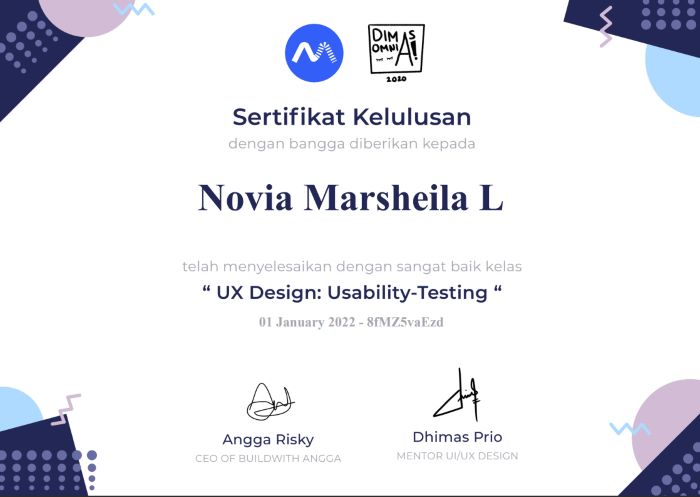 DIMAS
OMNIA!
2020
Sertifikat Kelulusan
dengan bangga diberikan kepada
Novia Marsheila L
telah menyelesaikan dengan sangat baik kelas
“ UX Design: Usability-Testing “
01 January 2022 - 8fMZ5vaEzd
Angga Risky
CEO OF BUILDWITH ANGGA
Dhimas Prio
MENTOR UI/UX DESIGN